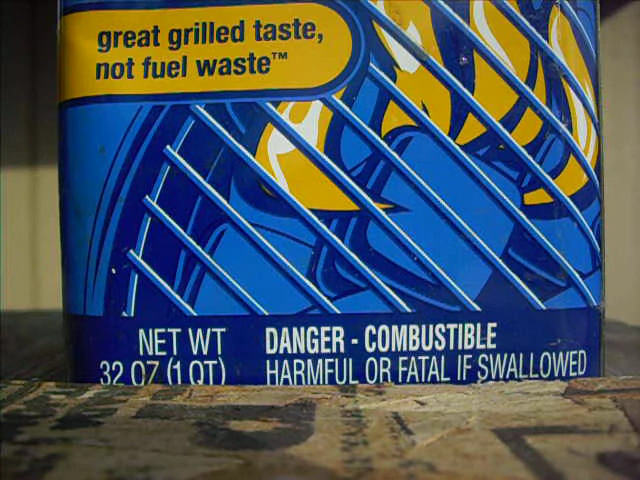 great grilled taste,
not fuel waste™
NET WT
32 OZ (1 QT)
DANGER - COMBUSTIBLE
HARMFUL OR FATAL IF SWALLOWED